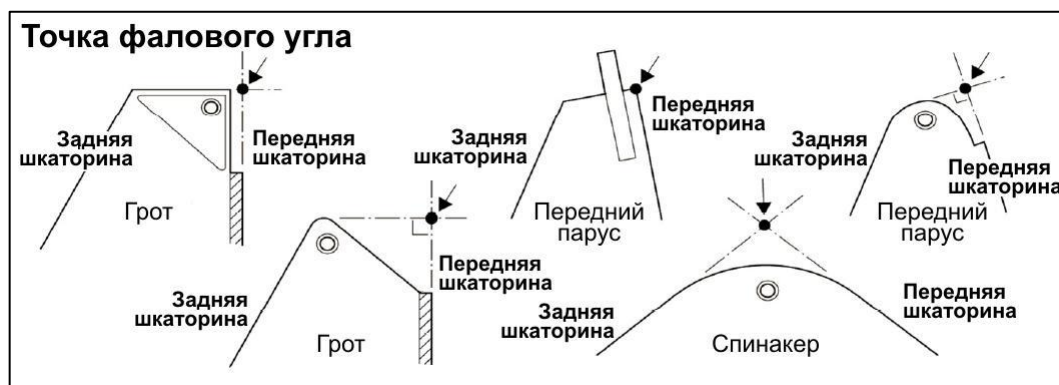 Точка фалового угла
Задняя
шкаторина
Передняя
шкаторина
Грот
Задняя
шкаторина
Передняя
шкаторина
Грот
Задняя
шкаторина
Передняя
шкаторина
Передний
парус
Задняя
шкаторина
Передняя
шкаторина
Передний
парус
Задняя
шкаторина
Передняя
шкаторина
Спинакер